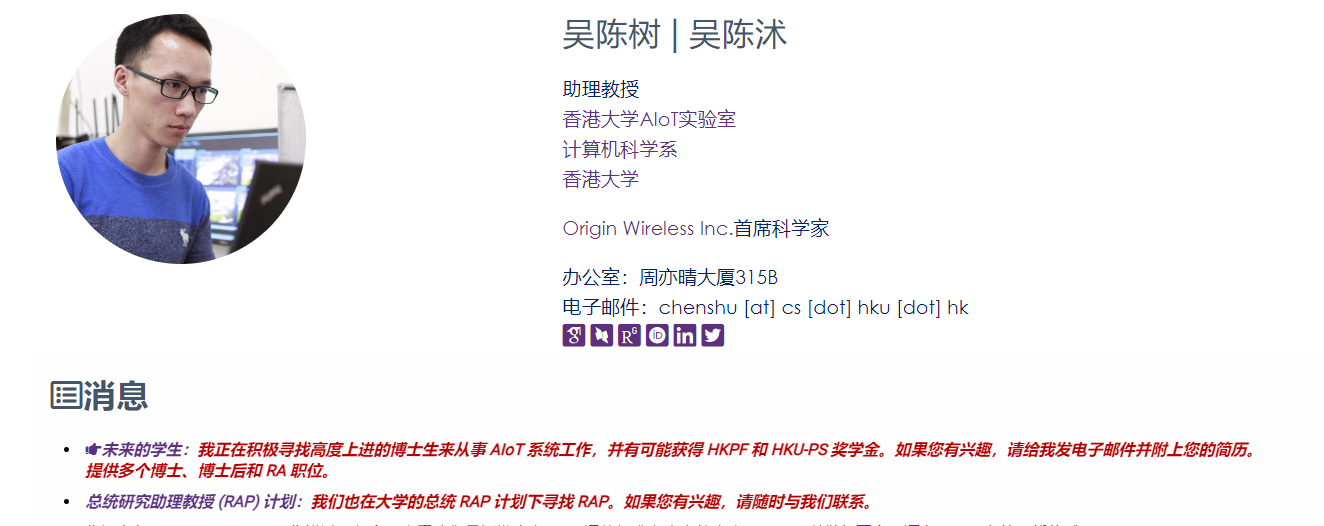 吴陈树 | 吴陈沭
助理教授
香港大学AIoT实验室
计算机科学系
香港大学
Origin Wireless Inc.首席科学家
办公室：周亦晴大厦315B
电子邮件：chenshu [at] cs [dot] hku [dot] hk
消息
未来的学生：我正在积极寻找高度上进的博士生来从事 AIoT 系统工作，并有可能获得 HKPF 和 HKU-PS 奖学金。如果您有兴趣，请给我发电子邮件并附上您的简历。
提供多个博士、博士后和 RA 职位。
总统研究助理教授 (RAP) 计划：我们也在大学的总统 RAP 计划下寻找 RAP。如果您有兴趣，请随时与我们联系。